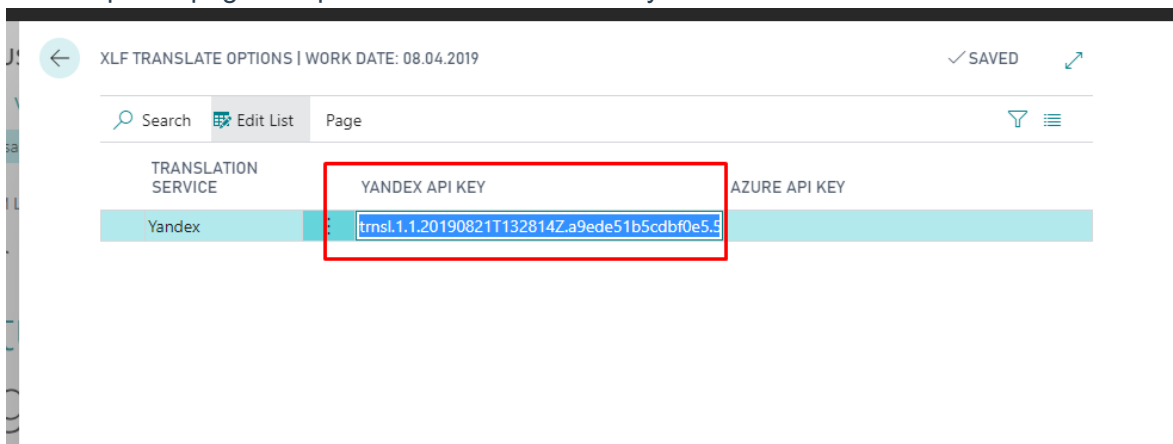 XLF TRANSLATE OPTIONS | WORK DATE: 08.04.2019 SAVED
Search Edit List Page
TRANSLATION
SERVICE YANDEX API KEY AZURE API KEY
Yandex trnsl.1.1.20190821T132814Z.a9ede51b5cdbf0e5.5